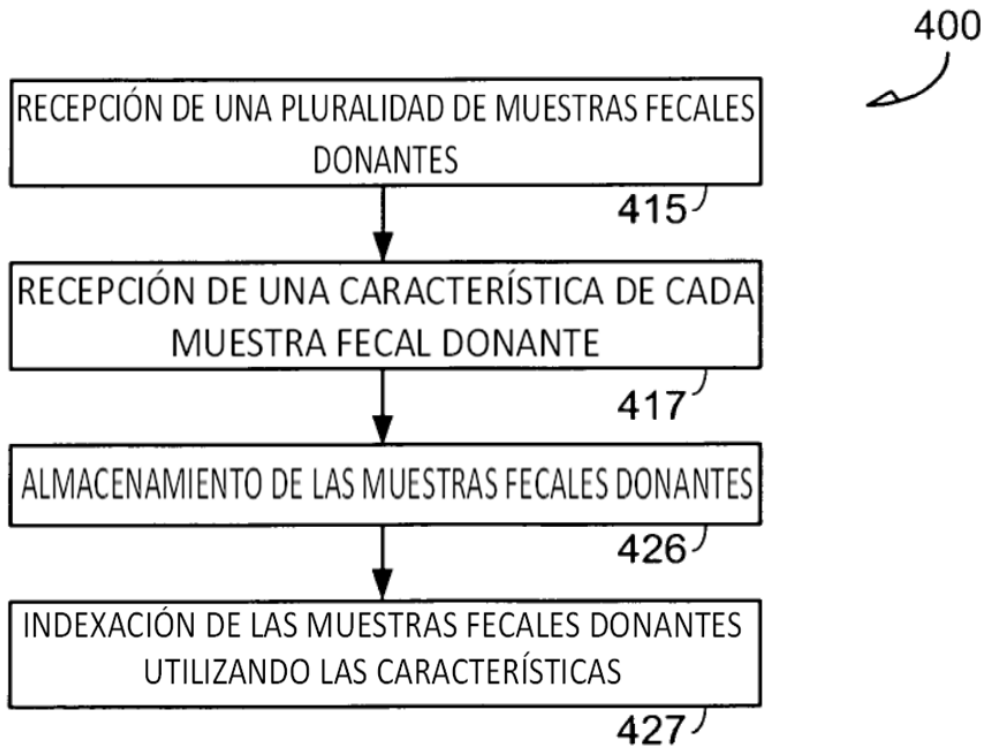 400
RECEPCIÓN DE UNA PLURALIDAD DE MUESTRAS FECALES
DONANTES
415
RECEPCIÓN DE UNA CARACTERÍSTICA DE CADA
MUESTRA FECAL DONANTE
417
ALMACENAMIENTO DE LAS MUESTRAS FECALES DONANTES
426
INDEXACIÓN DE LAS MUESTRAS FECALES DONANTES
UTILIZANDO LAS CARACTERÍSTICAS
427